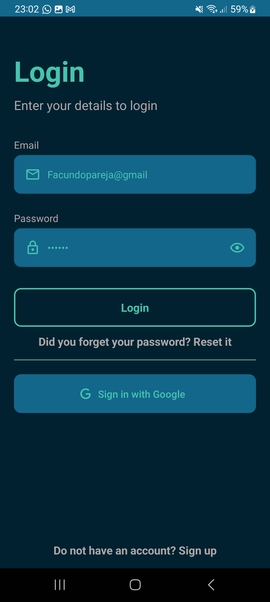 23:02 59%
Login
Enter your details to login
Email
Facundopareja@gmail
Password
••••••
Login
Did you forget your password? Reset it
G Sign in with Google
Do not have an account? Sign up